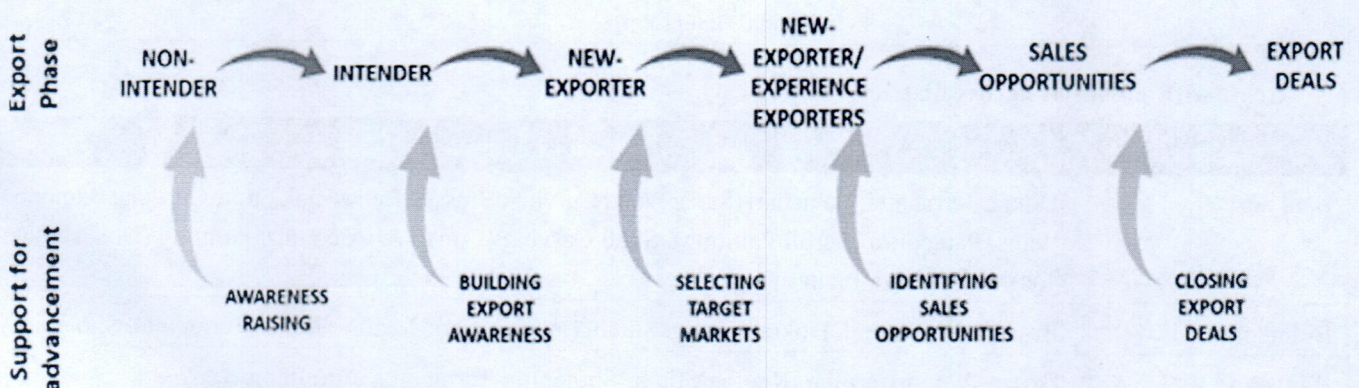 Export
Phase
NON-
INTENDER
INTENDER
NEW-
EXPORTER
NEW-
EXPORTER/
EXPERIENCE
EXPORTERS
SALES
OPPORTUNITIES
EXPORT
DEALS
Support for
advancement
AWARENESS
RAISING
BUILDING
EXPORT
AWARENESS
SELECTING
TARGET
MARKETS
IDENTIFYING
SALES
OPPORTUNITIES
CLOSING
EXPORT
DEALS